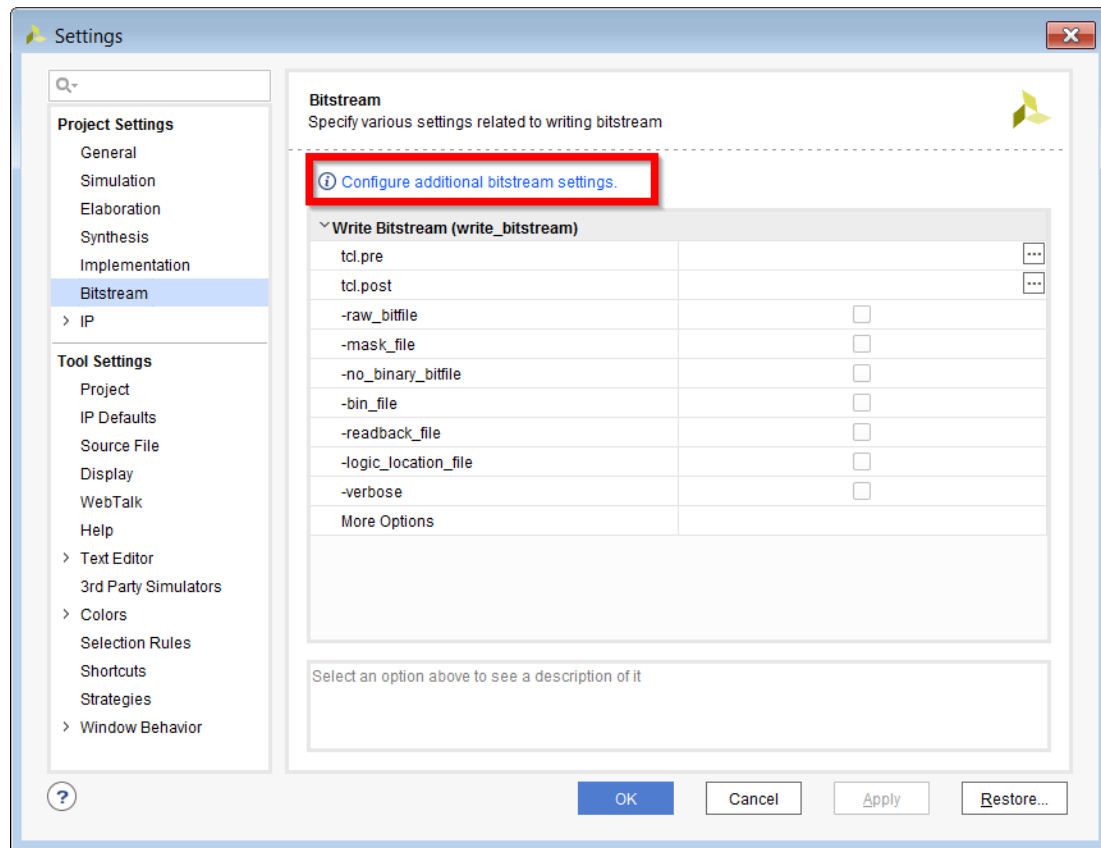 Settings
Project Settings
General
Simulation
Elaboration
Synthesis
Implementation
Bitstream
IP
Tool Settings
Project
IP Defaults
Source File
Display
WebTalk
Help
Text Editor
3rd Party Simulators
Colors
Selection Rules
Shortcuts
Strategies
Window Behavior
Bitstream
Specify various settings related to writing bitstream
Configure additional bitstream settings.
Write Bitstream (write_bitstream)
tcl.pre
...
tcl.post
...
-raw_bitfile
-mask_file
-no_binary_bitfile
-bin_file
-readback_file
-logic_location_file
-verbose
More Options
Select an option above to see a description of it
?
OK
Cancel
Apply
Restore...